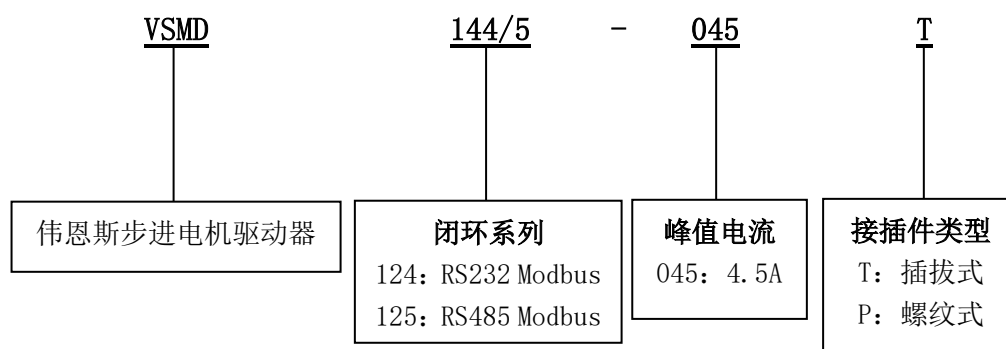 VSMD 144/5 - 045 T
伟恩斯步进电机驱动器
闭环系列
124：RS232 Modbus
125：RS485 Modbus
峰值电流
045：4.5A
接插件类型
T：插拔式
P：螺纹式